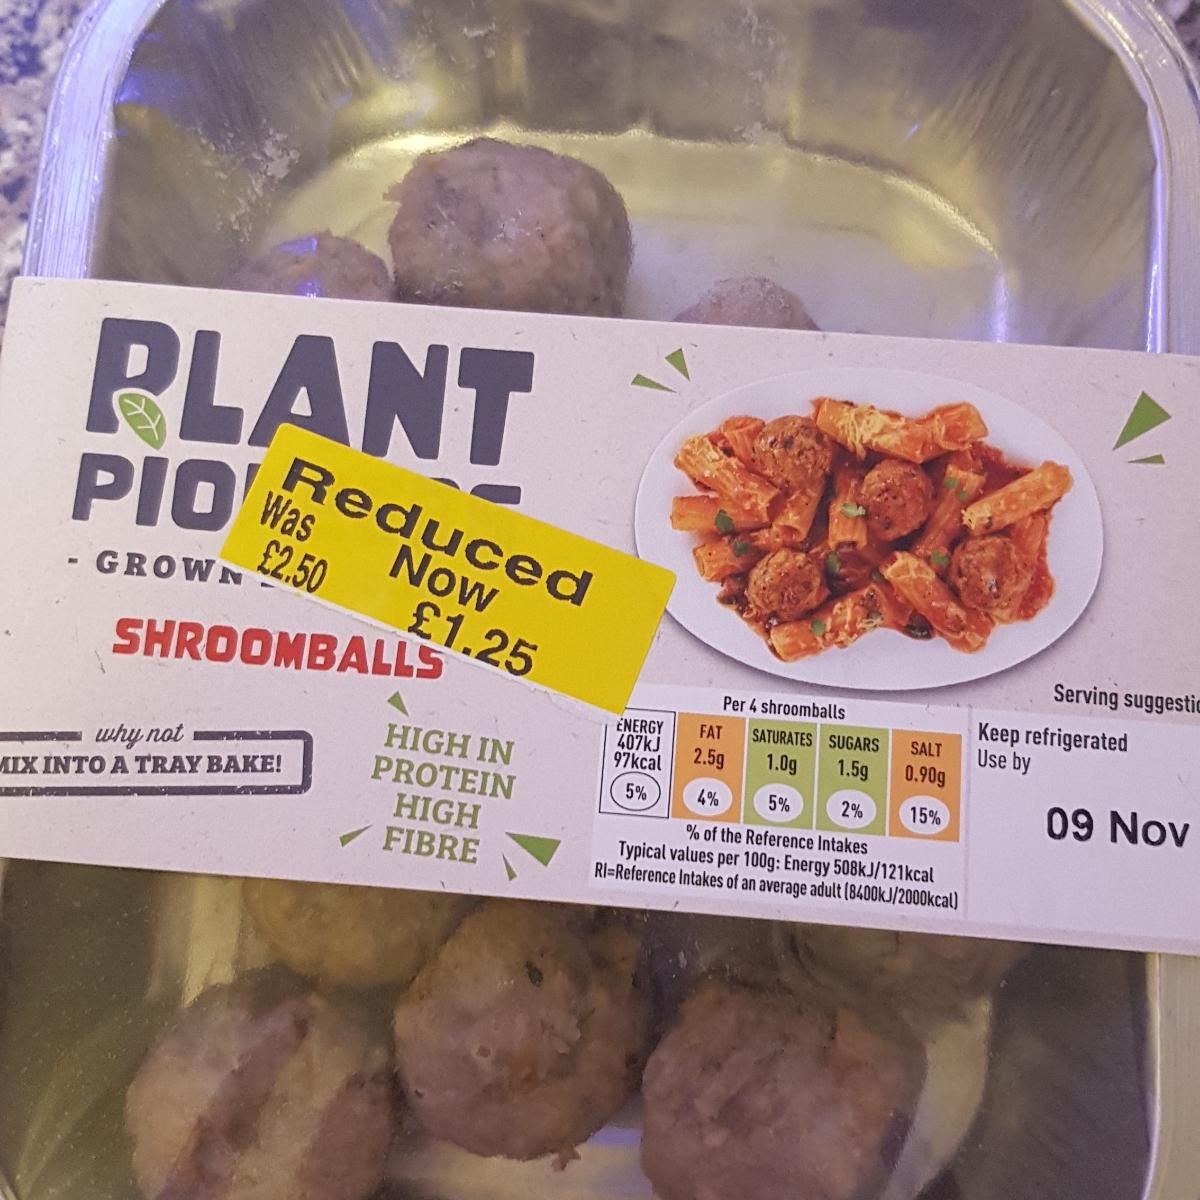 PLANT
PIO
- GROWN
SHROOMBALLS
Reduced
Was
£2.50
Now
£1.25
why not
MIX INTO A TRAY BAKE!
HIGH IN
PROTEIN
HIGH
FIBRE
Per 4 shroomballs
ENERGY
407kJ
97kcal
5%
FAT
2.5g
4%
SATURATES
1.0g
5%
SUGARS
1.5g
2%
SALT
0.90g
15%
% of the Reference Intakes
Typical values per 100g: Energy 508kJ/121kcal
RI=Reference Intakes of an average adult (8400kJ/2000kcal)
Serving suggestio
Keep refrigerated
Use by
09 Nov